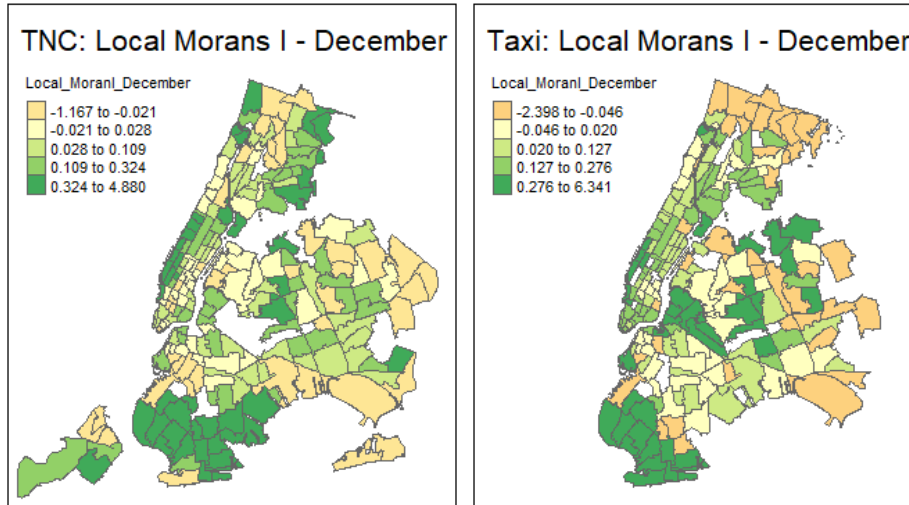 TNC: Local Morans I - December
Local_MoranI_December
-1.167 to -0.021
-0.021 to 0.028
0.028 to 0.109
0.109 to 0.324
0.324 to 4.880
Taxi: Local Morans I - December
Local_MoranI_December
-2.398 to -0.046
-0.046 to 0.020
0.020 to 0.127
0.127 to 0.276
0.276 to 6.341